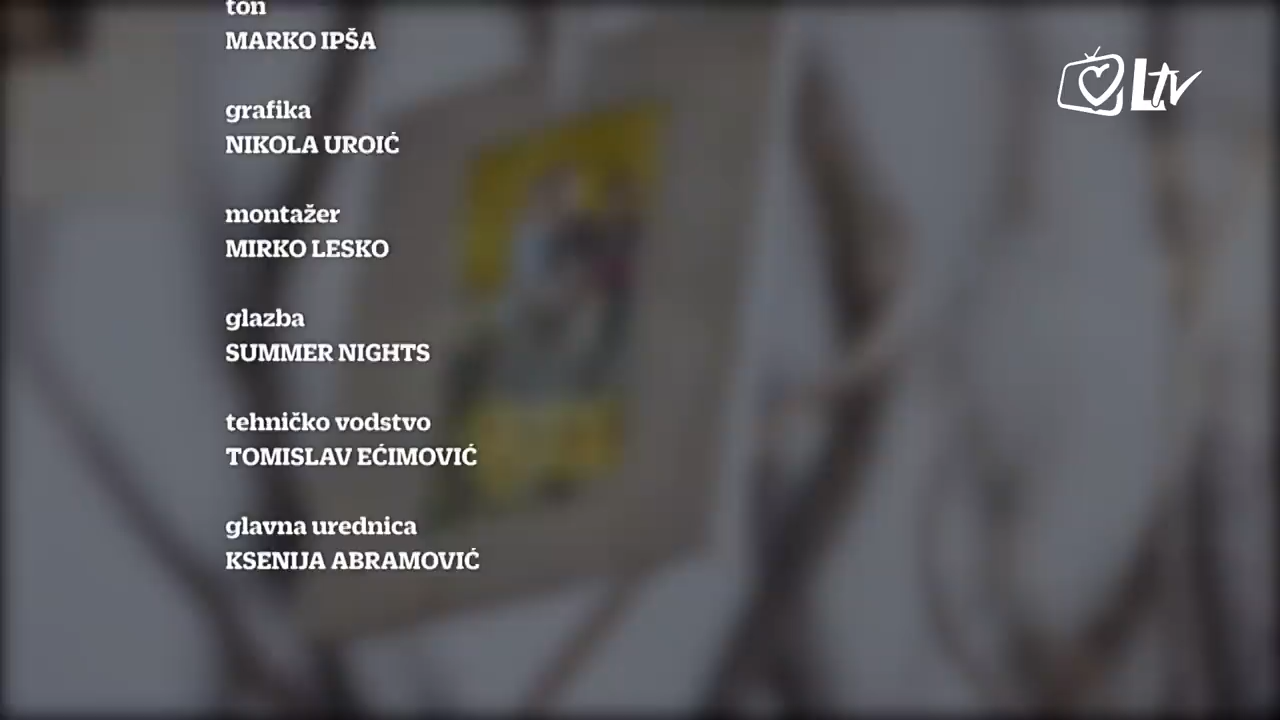 ton
MARKO IPŠA
grafika
NIKOLA UROIĆ
montažer
MIRKO LESKO
glazba
SUMMER NIGHTS
tehničko vodstvo
TOMISLAV EĆIMOVIĆ
glavna urednica
KSENIJA ABRAMOVIĆ
Ltv